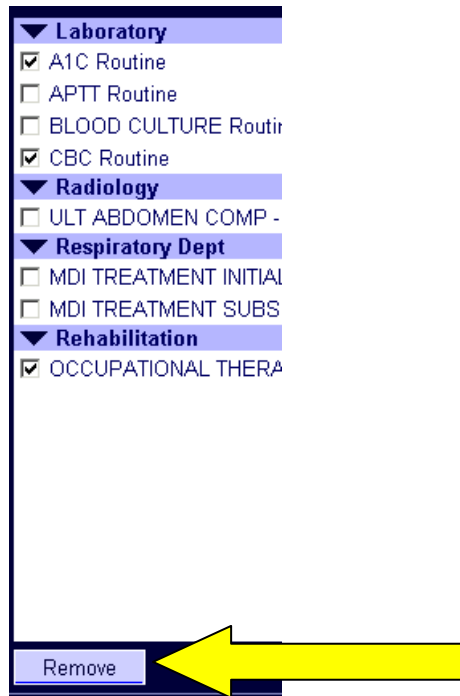 Laboratory
A1C Routine
APTT Routine
BLOOD CULTURE Routir
CBC Routine
Radiology
ULT ABDOMEN COMP -
Respiratory Dept
MDI TREATMENT INITIAL
MDI TREATMENT SUBS
Rehabilitation
OCCUPATIONAL THERA
Remove